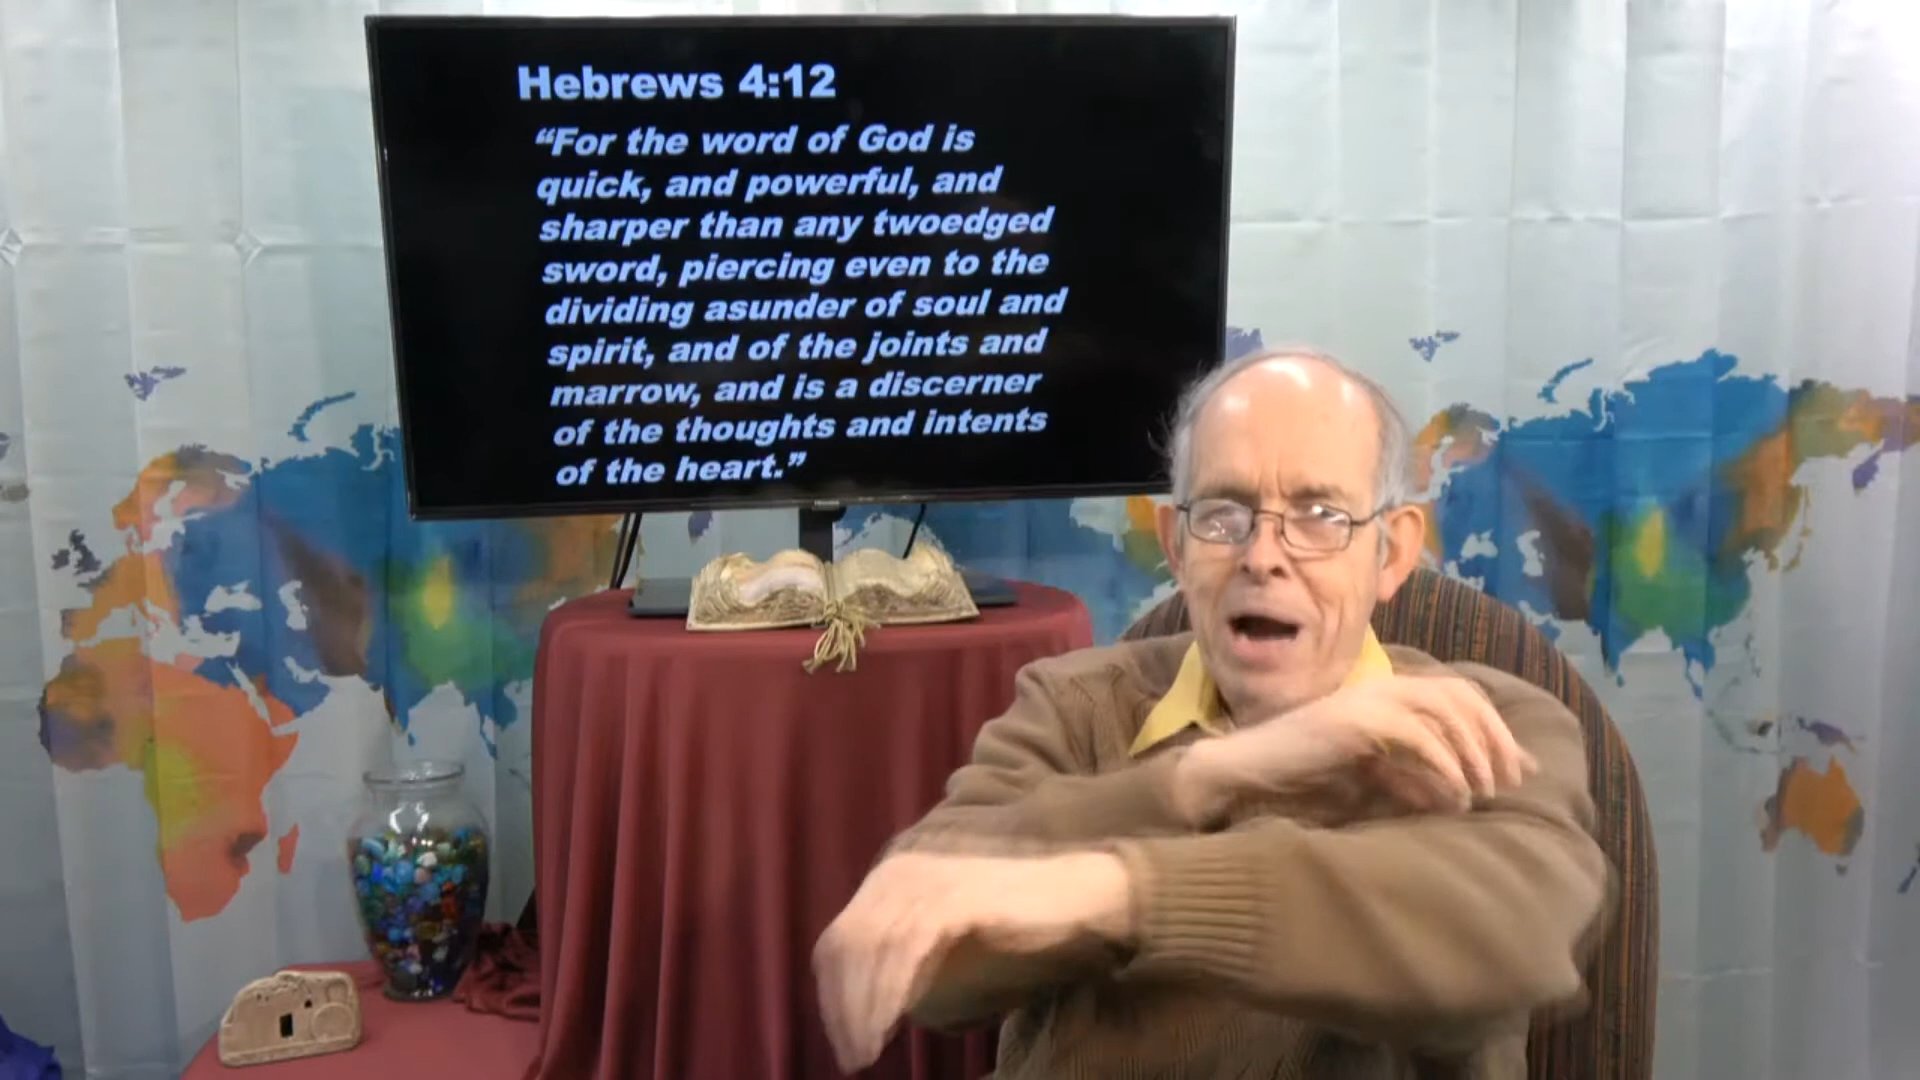 Hebrews 4:12
“For the word of God is
quick, and powerful, and
sharper than any twoedged
sword, piercing even to the
dividing asunder of soul and
spirit, and of the joints and
marrow, and is a discerner
of the thoughts and intents
of the heart.”